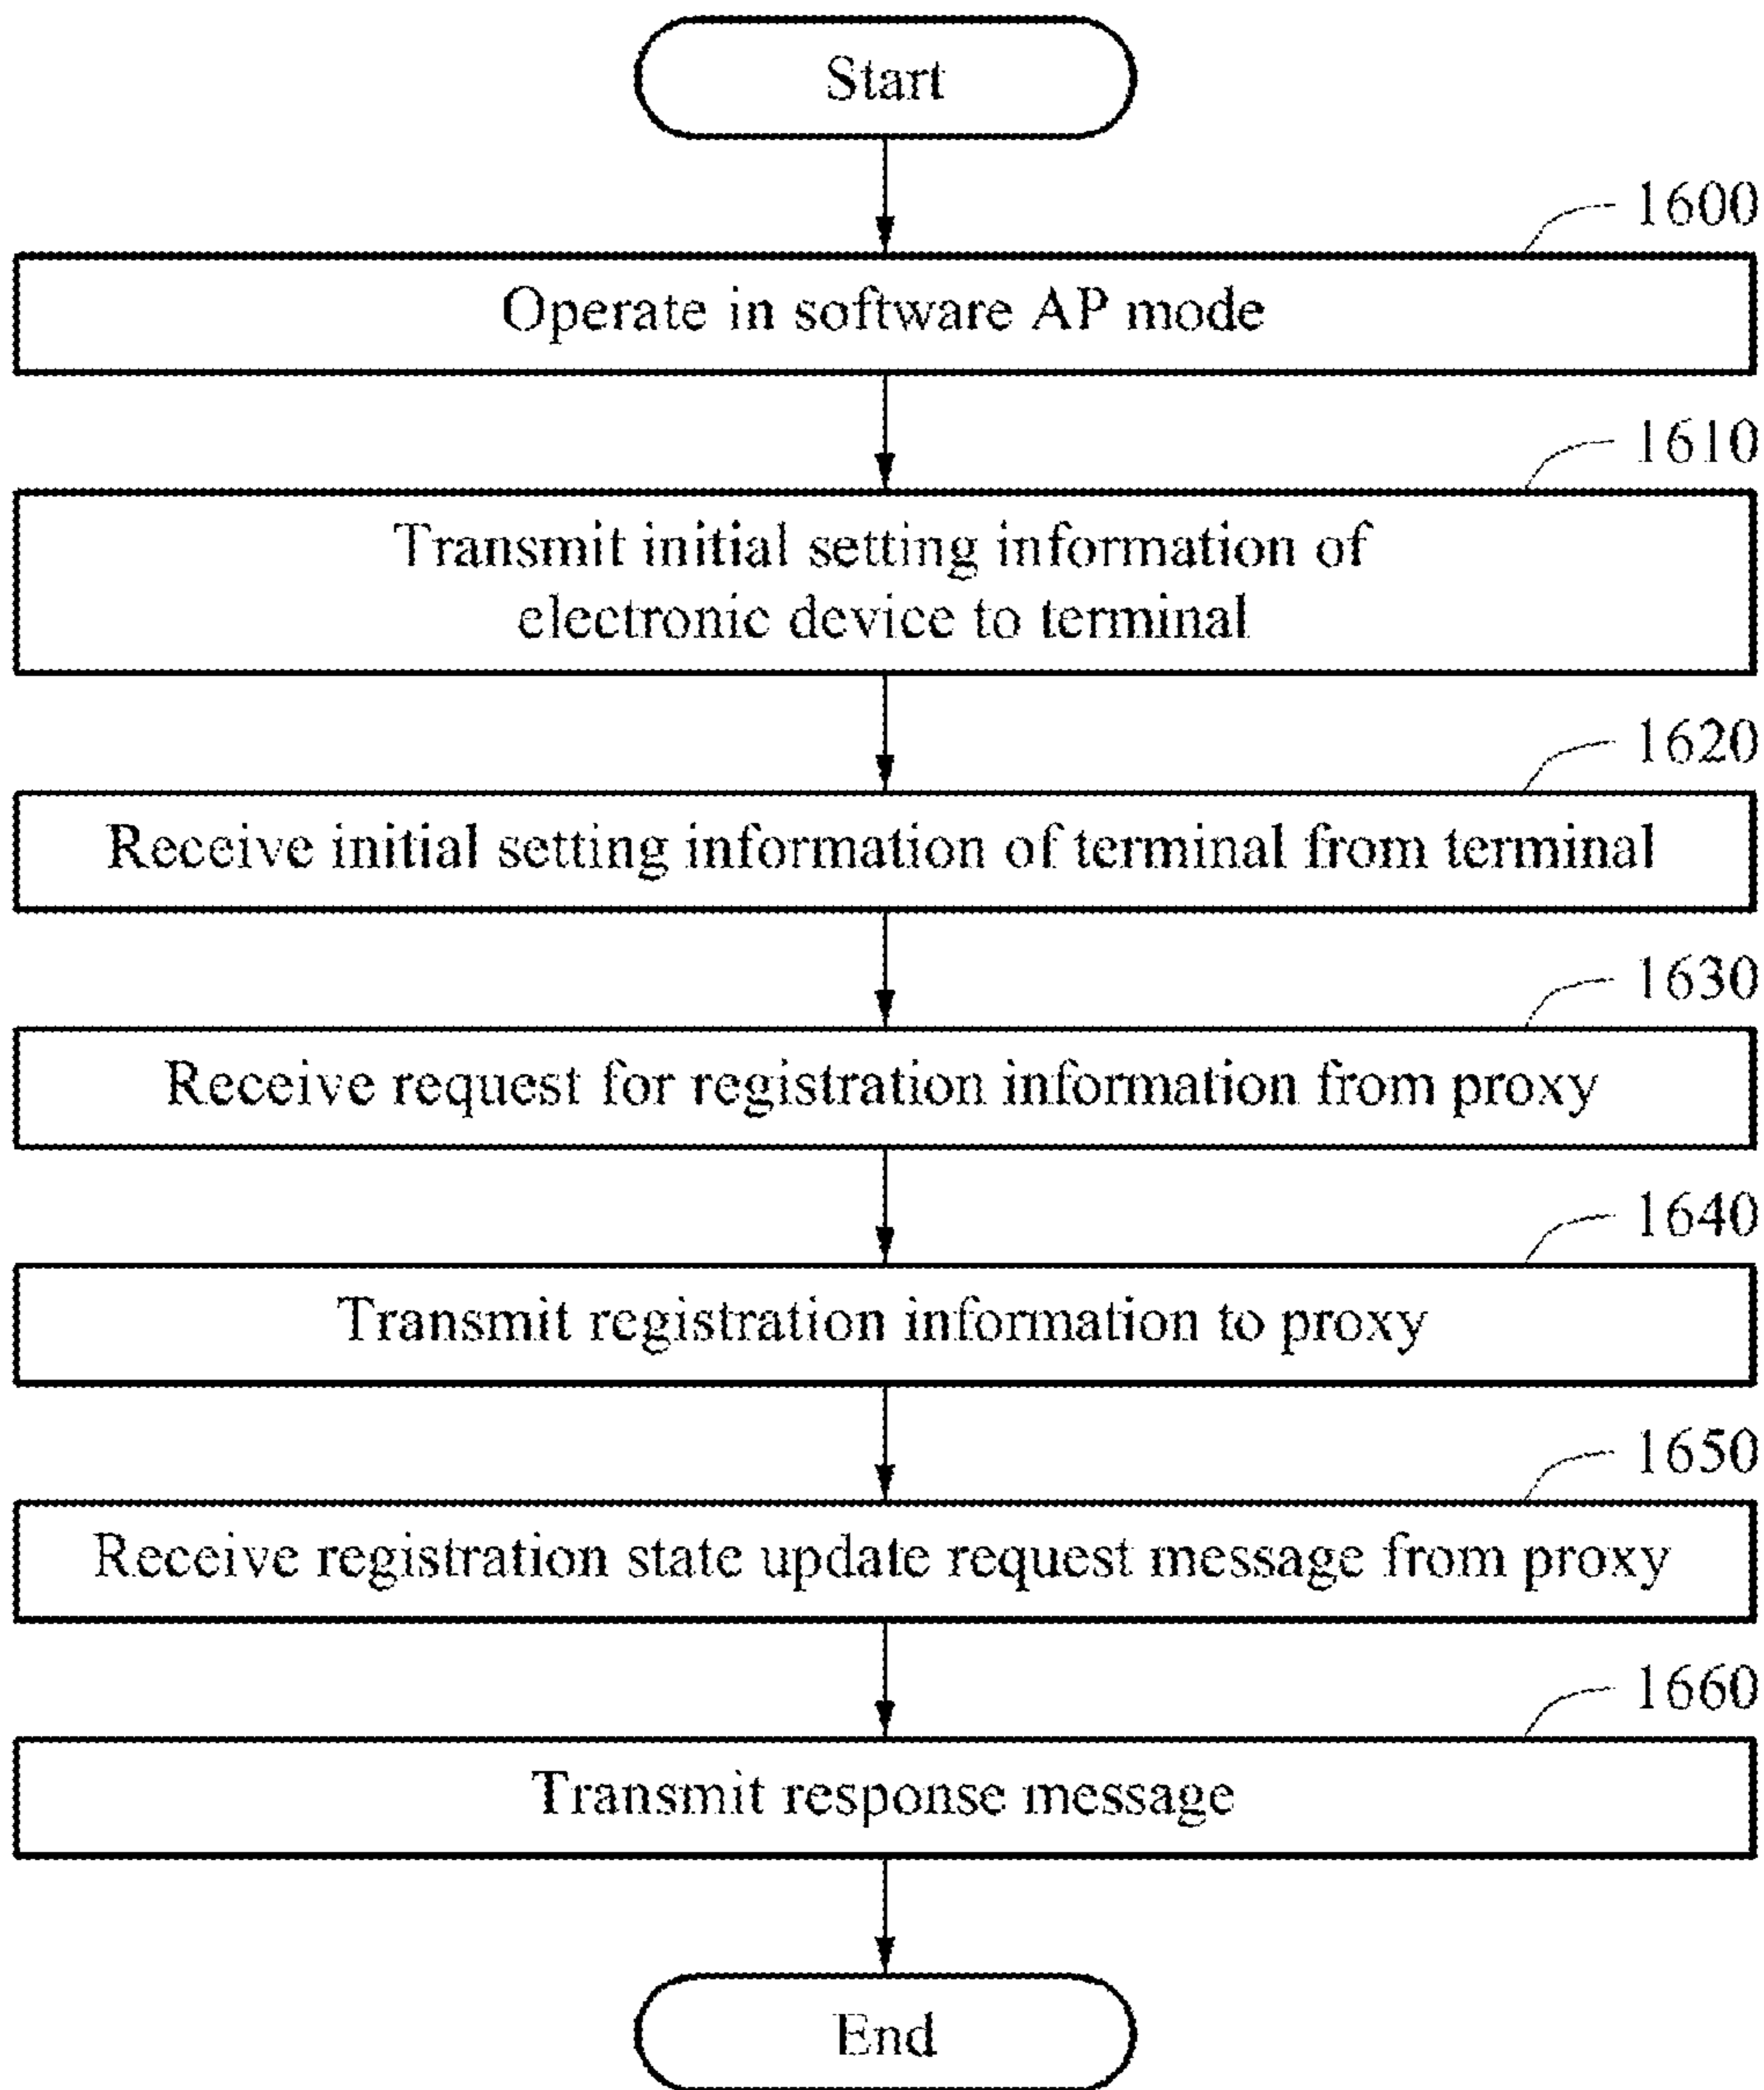 Start
1600
Operate in software AP mode
1610
Transmit initial setting information of
electronic device to terminal
1620
Receive initial setting information of terminal from terminal
1630
Receive request for registration information from proxy
1640
Transmit registration information to proxy
1650
Receive registration state update request message from proxy
1660
Transmit response message
End